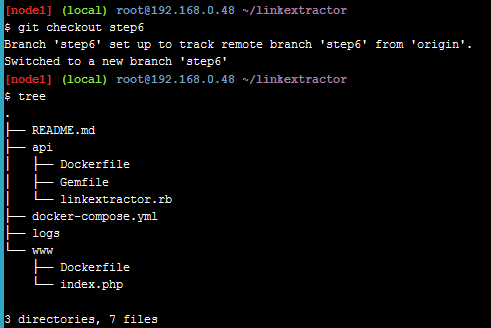 [node1] (local) root@192.168.0.48 ~/linkextractor
$ git checkout step6
Branch 'step6' set up to track remote branch 'step6' from 'origin'.
Switched to a new branch 'step6'
[node1] (local) root@192.168.0.48 ~/linkextractor
$ tree
.
├── README.md
├── api
│   ├── Dockerfile
│   ├── Gemfile
│   └── linkextractor.rb
├── docker-compose.yml
├── logs
└── www
    ├── Dockerfile
    └── index.php
3 directories, 7 files